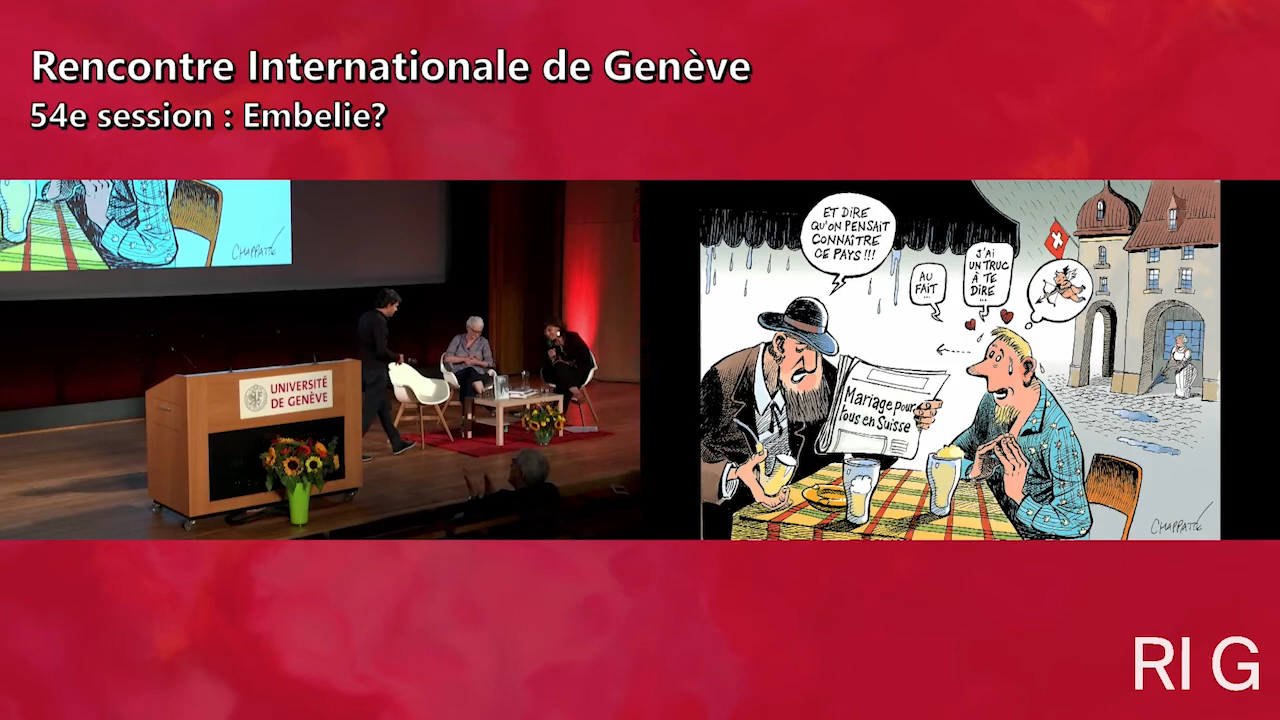 Rencontre Internationale de Genève
54e session : Embelie?
CHAPPATTE
UNIVERSITÉ
DE GENÈVE
ET DIRE
QU'ON PENSAIT
CONNAÎTRE
CE PAYS !!!
AU
FAIT
...
J'AI
UN TRUC
À TE
DIRE
...
Mariage pour
tous en Suisse
CHAPPATTE
RI G